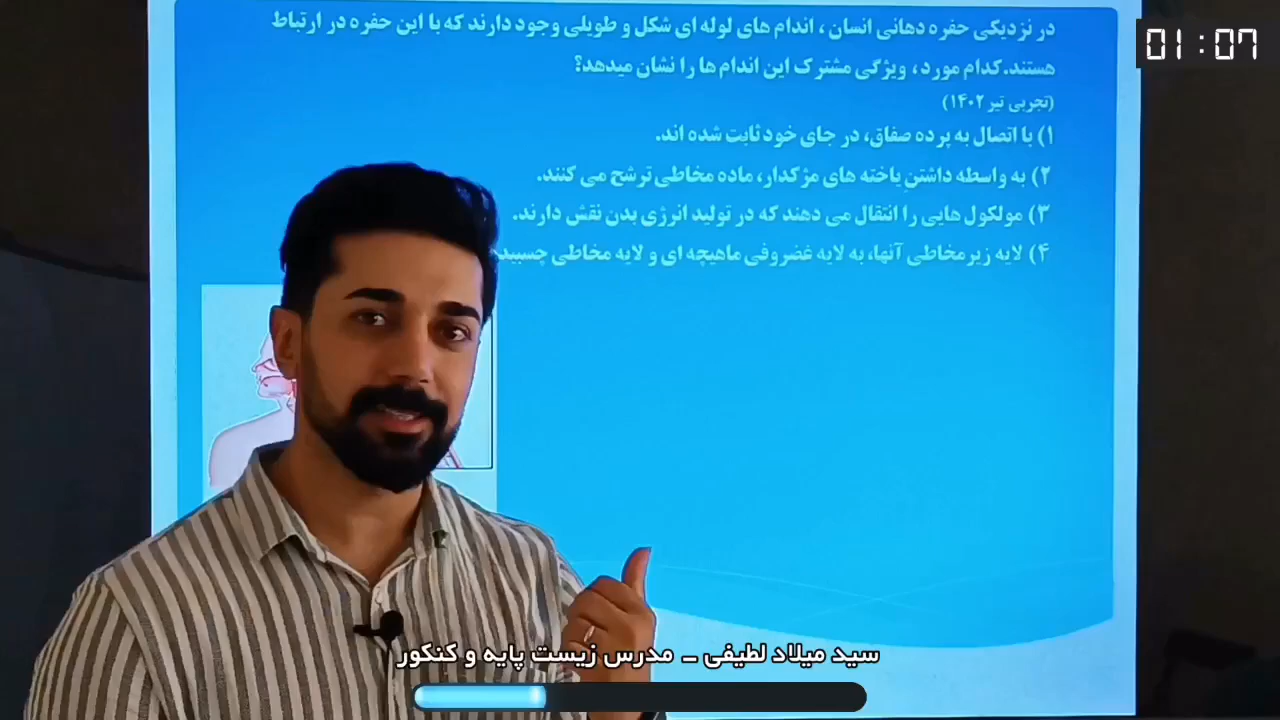 در نزدیکی حفره دهانی انسان ، اندام های لوله ای شکل و طویلی وجود دارند که با این حفره در ارتباط
هستند.کدام مورد ، ویژگی مشترک این اندام ها را نشان میدهد؟
(تجربی تیر ۱۴۰۲)
۱) با اتصال به پرده صفاق، در جای خود ثابت شده اند.
۲) به واسطه داشتنِ یاخته های مژکدار، ماده مخاطی ترشح می کنند.
۳) مولکول هایی را انتقال می دهند که در تولید انرژی بدن نقش دارند.
۴) لایه زیرمخاطی آنها، به لایه غضروفی ماهیچه ای و لایه مخاطی
01:07
سید میلاد لطیفی - مدرس زیست پایه و کنکور